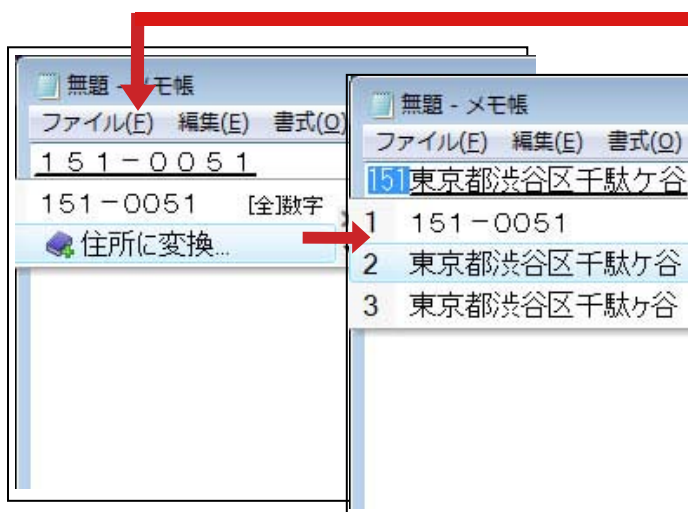 無題 - メモ帳
ファイル(F) 編集(E) 書式(O)
１５１－００５１
151－0051 [全]数字
住所に変換...
無題 - メモ帳
ファイル(F) 編集(E) 書式(O)
151東京都渋谷区千駄ケ谷
1 151－0051
2 東京都渋谷区千駄ケ谷
3 東京都渋谷区千駄ヶ谷